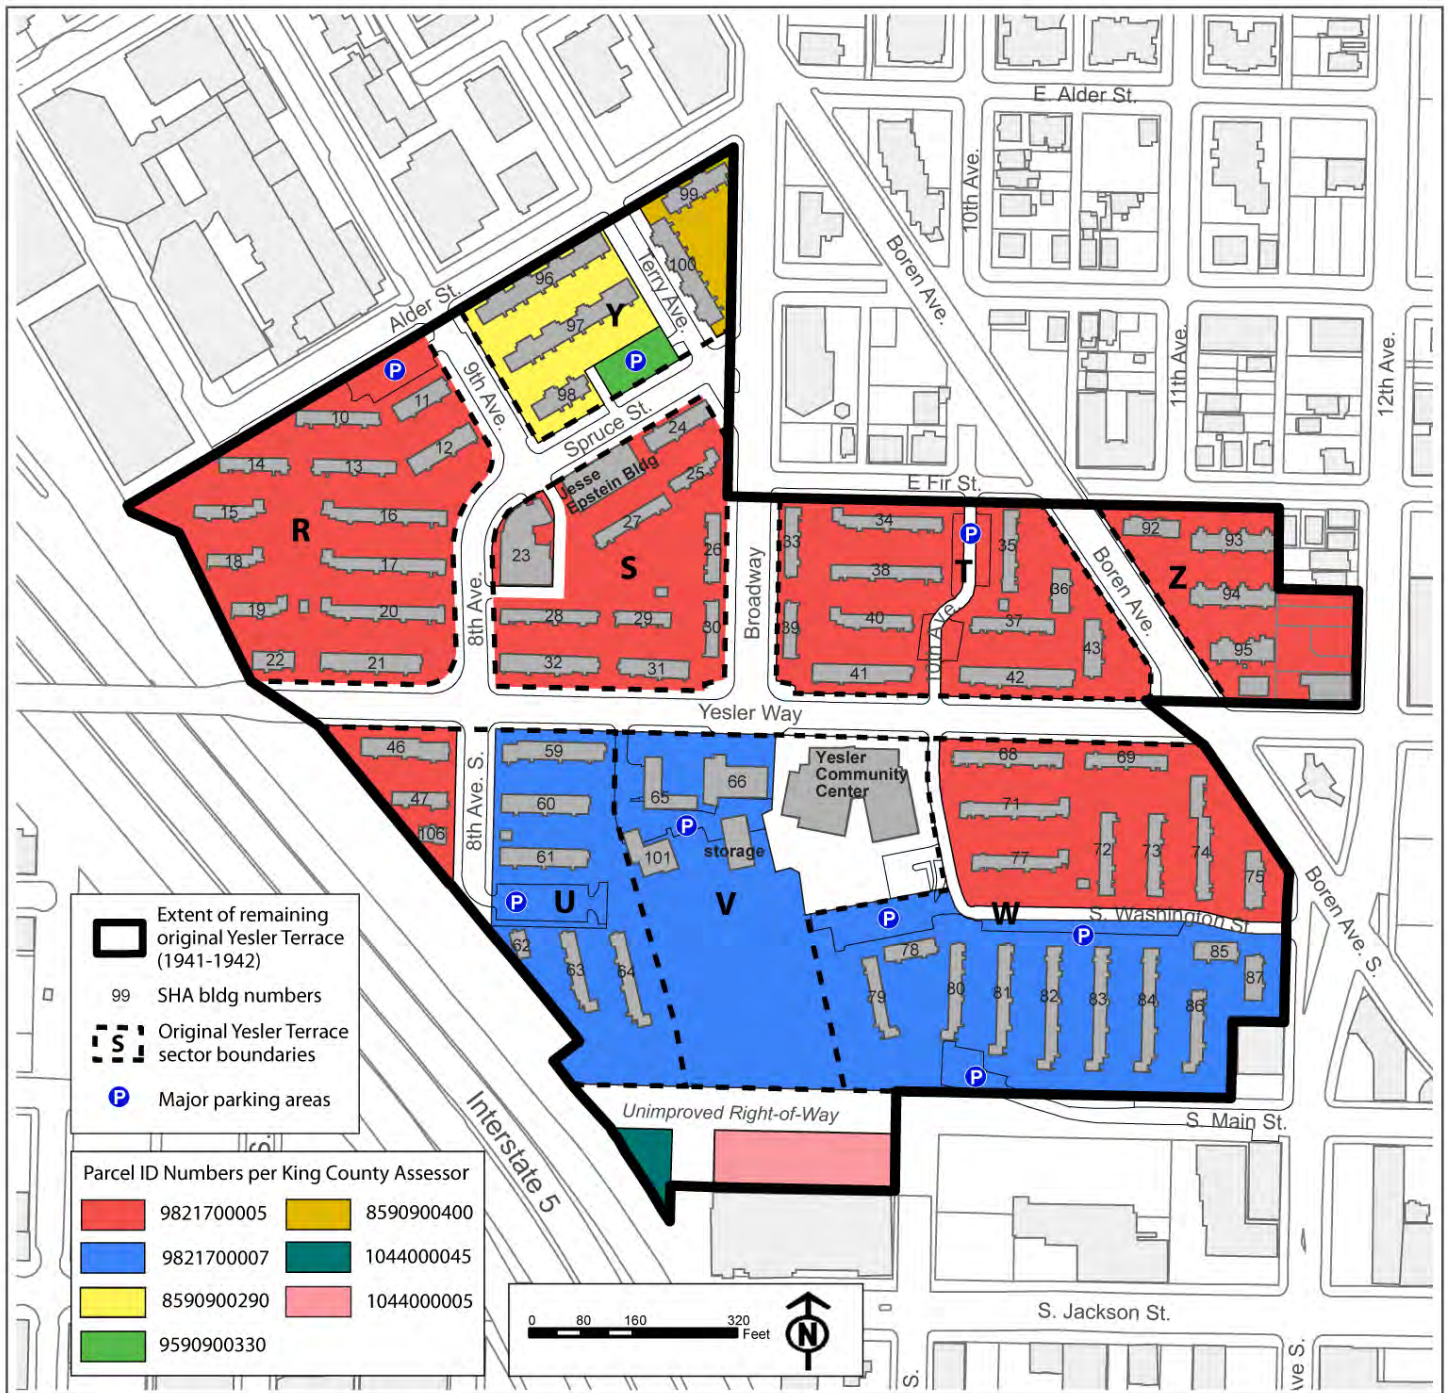 E. Alder St.
10th Ave.
Boren Ave.
11th Ave.
12th Ave.
Alder St.
Terry Ave.
9th Ave.
Spruce St.
E Fir St.
99
100
96
97
Y
P
98
P
10
11
12
13
14
15
16
R
17
18
19
20
21
22
8th Ave.
23
Jesse
Epstein Bldg
24
25
26
27
S
28
29
30
31
32
Broadway
33
34
P
35
T
36
37
38
39
40
10th Ave.
41
42
43
Boren Ave.
Z
92
93
94
95
Yesler Way
46
47
106
8th Ave. S.
59
60
61
P
U
62
63
64
65
66
P
101
storage
V
Yesler
Community
Center
68
69
71
72
73
74
75
77
W
S. Washington St.
P
P
78
79
80
81
82
83
84
85
86
87
P
Boren Ave. S.
Unimproved Right-of-Way
S. Main St.
Interstate 5
S. Jackson St.
S.
S.
Ave S.
Extent of remaining
original Yesler Terrace
(1941-1942)
99 SHA bldg numbers
S Original Yesler Terrace
sector boundaries
P Major parking areas
Parcel ID Numbers per King County Assessor
9821700005 8590900400
9821700007 1044000045
8590900290 1044000005
9590900330
0 80 160 320
Feet
N